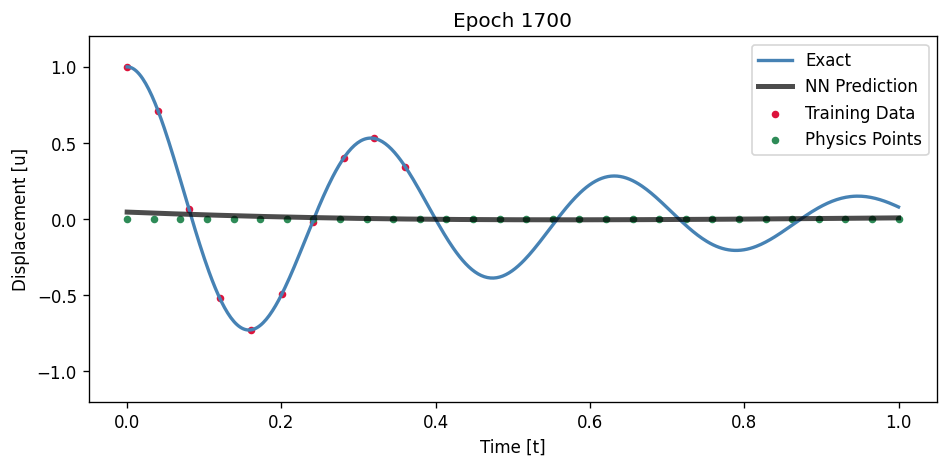 Epoch 1700
Exact
NN Prediction
Training Data
Physics Points
Displacement [u]
1.0
0.5
0.0
−0.5
−1.0
0.0 0.2 0.4 0.6 0.8 1.0
Time [t]